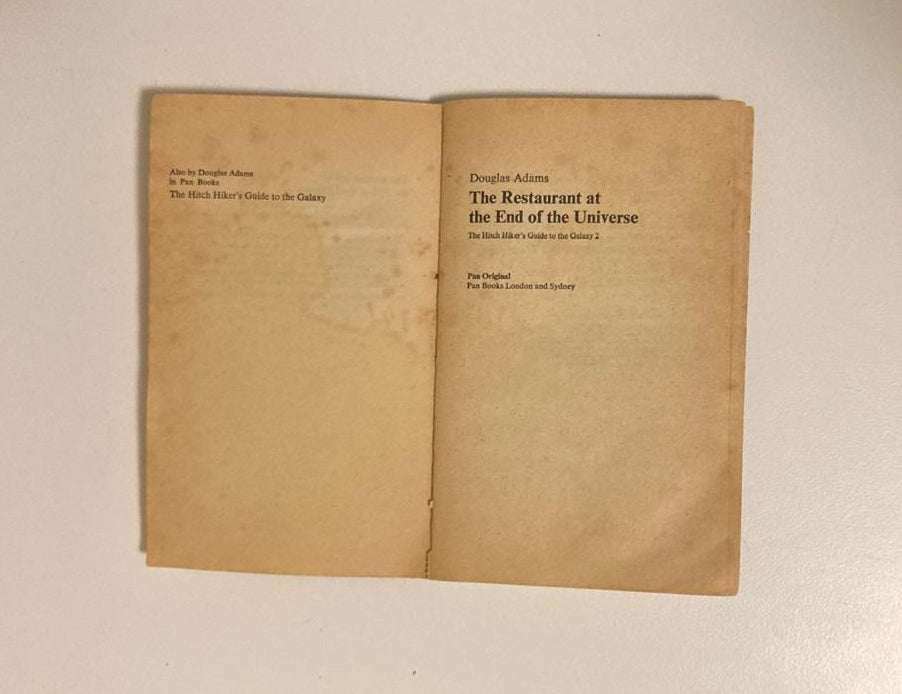 Also by Douglas Adams
in Pan Books
The Hitch Hiker's Guide to the Galaxy
Douglas Adams
The Restaurant at
the End of the Universe
The Hitch Hiker's Guide to the Galaxy 2
Pan Original
Pan Books London and Sydney